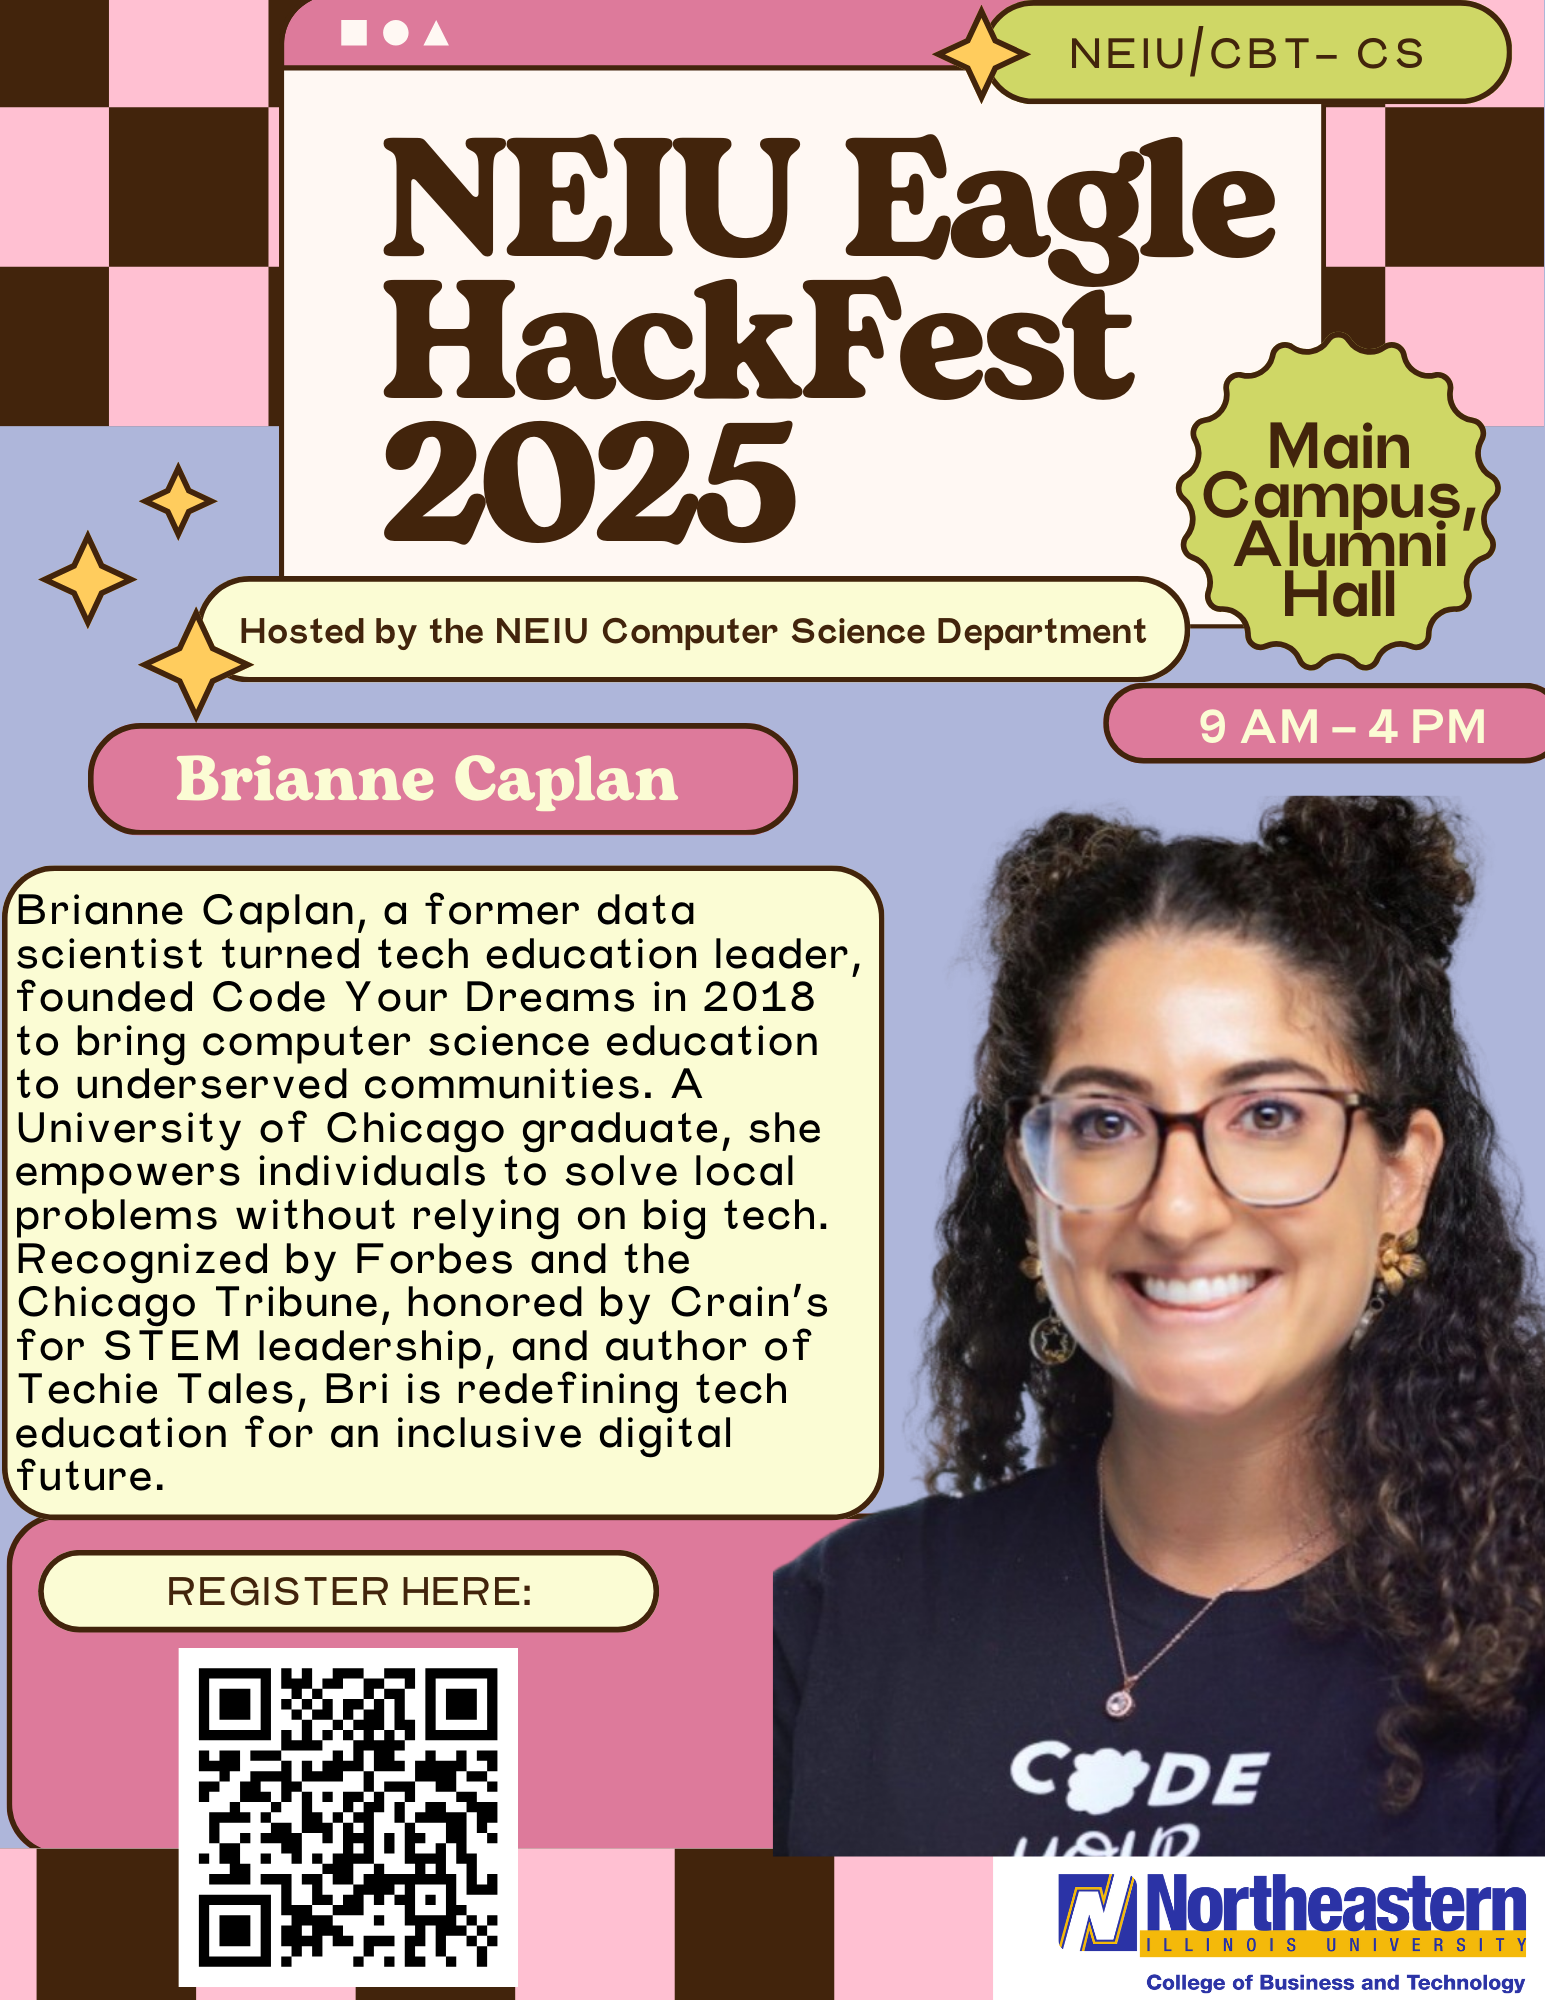 NEIU/CBT- CS
NEIU Eagle
HackFest
2025
Main
Campus,
Alumni
Hall
Hosted by the NEIU Computer Science Department
9 AM – 4 PM
Brianne Caplan
Brianne Caplan, a former data
scientist turned tech education leader,
founded Code Your Dreams in 2018
to bring computer science education
to underserved communities. A
University of Chicago graduate, she
empowers individuals to solve local
problems without relying on big tech.
Recognized by Forbes and the
Chicago Tribune, honored by Crain’s
for STEM leadership, and author of
Techie Tales, Bri is redefining tech
education for an inclusive digital
future.
REGISTER HERE:
CODE
YOUR
N Northeastern
ILLINOIS UNIVERSITY
College of Business and Technology